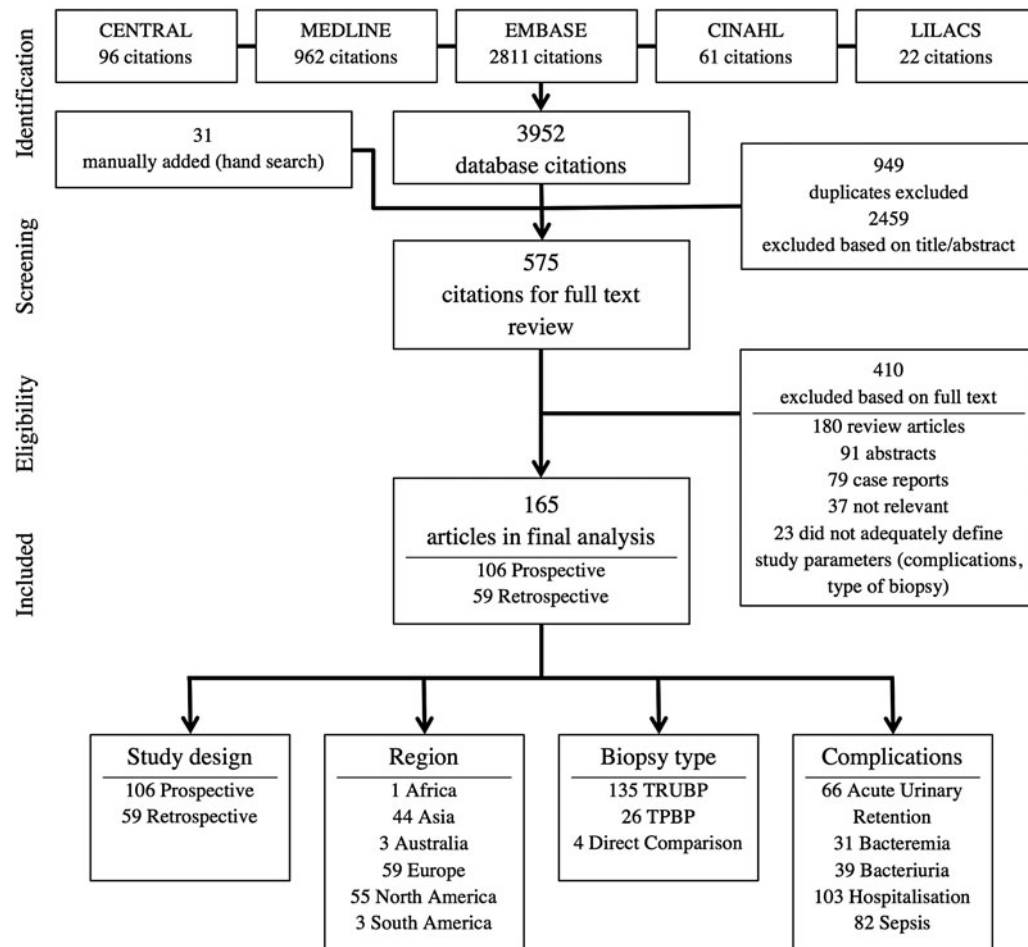 Identification
CENTRAL
96 citations
MEDLINE
962 citations
EMBASE
2811 citations
CINAHL
61 citations
LILACS
22 citations
31
manually added (hand search)
3952
database citations
949
duplicates excluded
2459
excluded based on title/abstract
Screening
575
citations for full text
review
Eligibility
410
excluded based on full text
180 review articles
91 abstracts
79 case reports
37 not relevant
23 did not adequately define
study parameters (complications,
type of biopsy)
Included
165
articles in final analysis
106 Prospective
59 Retrospective
Study design
106 Prospective
59 Retrospective
Region
1 Africa
44 Asia
3 Australia
59 Europe
55 North America
3 South America
Biopsy type
135 TRUBP
26 TPBP
4 Direct Comparison
Complications
66 Acute Urinary
Retention
31 Bacteremia
39 Bacteriuria
103 Hospitalisation
82 Sepsis